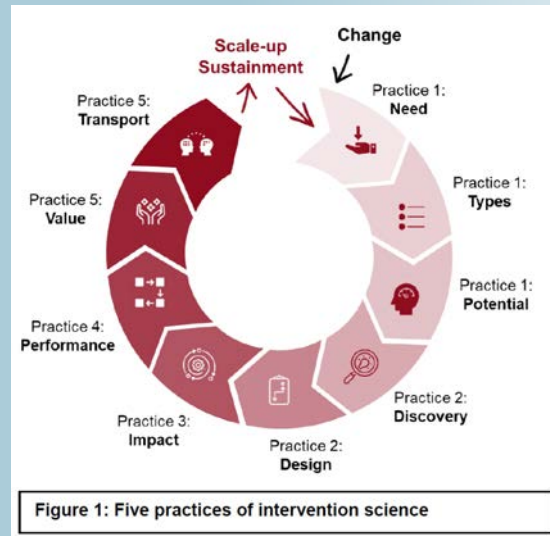 Scale-up
Sustainment
Change
Practice 1:
Need
Practice 1:
Types
Practice 1:
Potential
Practice 2:
Discovery
Practice 2:
Design
Practice 3:
Impact
Practice 4:
Performance
Practice 5:
Value
Practice 5:
Transport
Figure 1: Five practices of intervention science